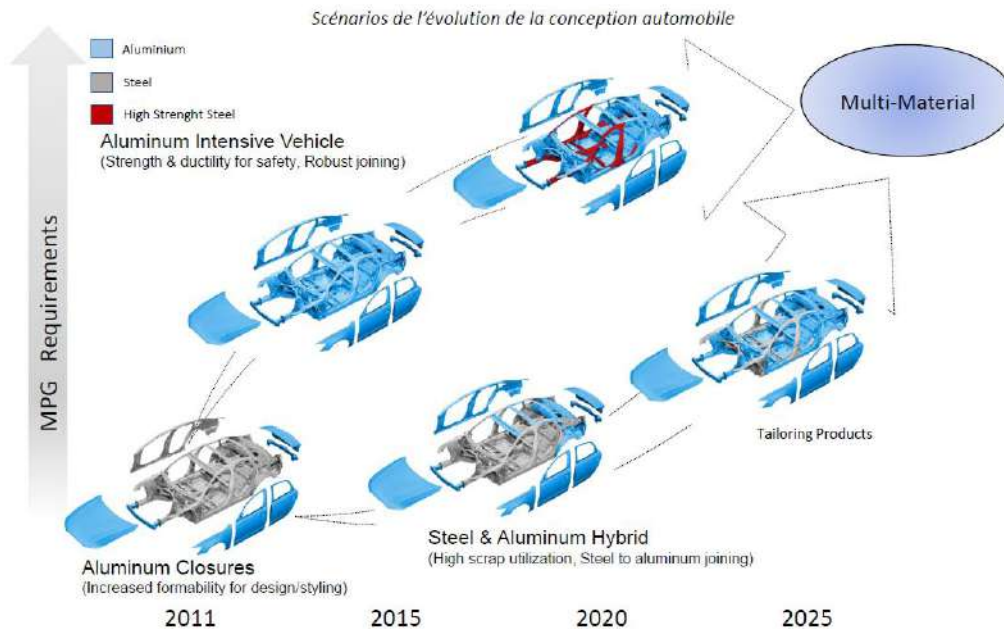 Scénarios de l'évolution de la conception automobile
Aluminium
Steel
High Strenght Steel
Aluminum Intensive Vehicle
(Strength & ductility for safety, Robust joining)
Multi-Material
MPG Requirements
Tailoring Products
Steel & Aluminum Hybrid
(High scrap utilization, Steel to aluminum joining)
Aluminum Closures
(Increased formability for design/styling)
2011 2015 2020 2025